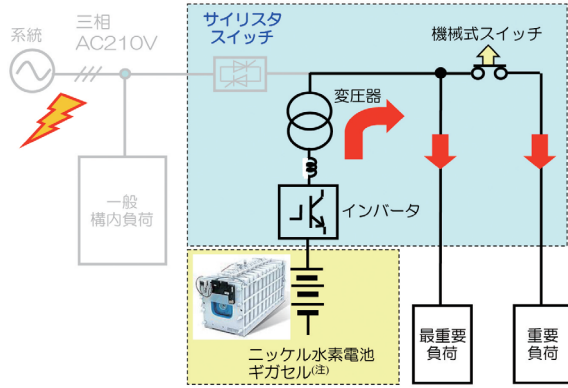 系統
三相
AC210V
サイリスタ
スイッチ
機械式スイッチ
変圧器
一般
構内負荷
インバータ
ニッケル水素電池
ギガセル(注)
最重要
負荷
重要
負荷